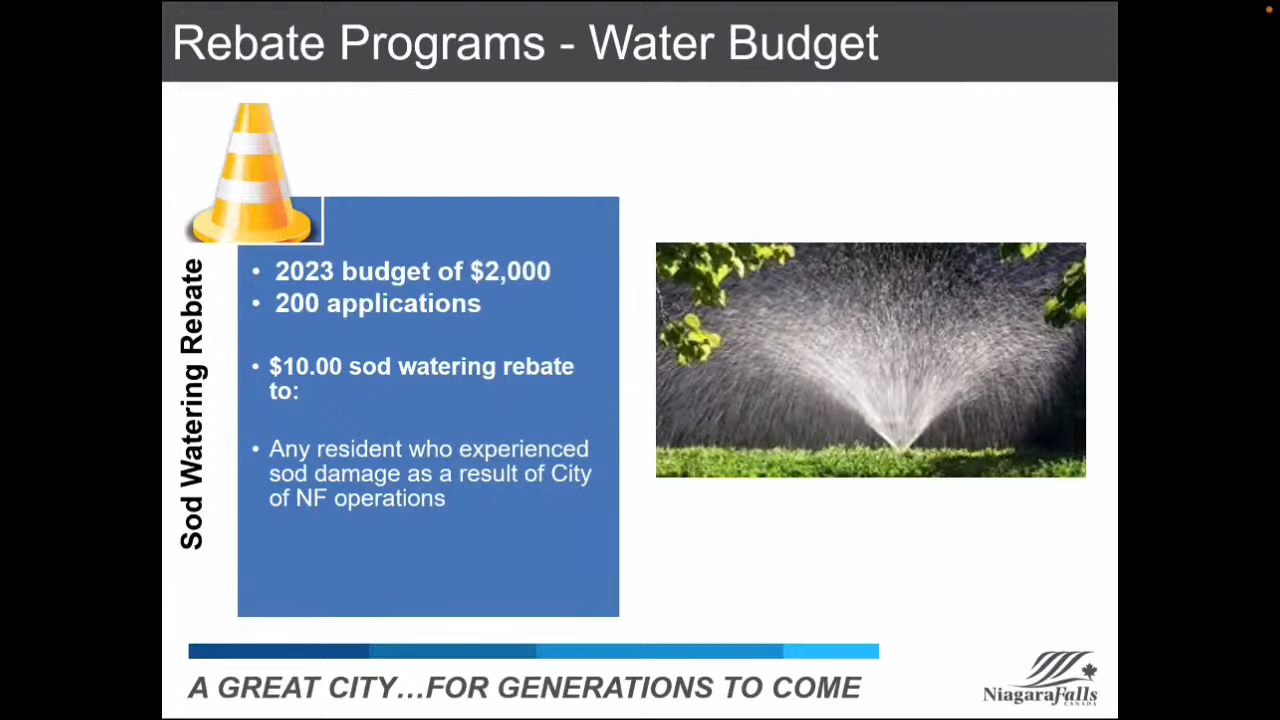 Rebate Programs - Water Budget
Sod Watering Rebate
• 2023 budget of $2,000
• 200 applications
• $10.00 sod watering rebate
to:
• Any resident who experienced
sod damage as a result of City
of NF operations
A GREAT CITY…FOR GENERATIONS TO COME
NiagaraFalls
CANADA